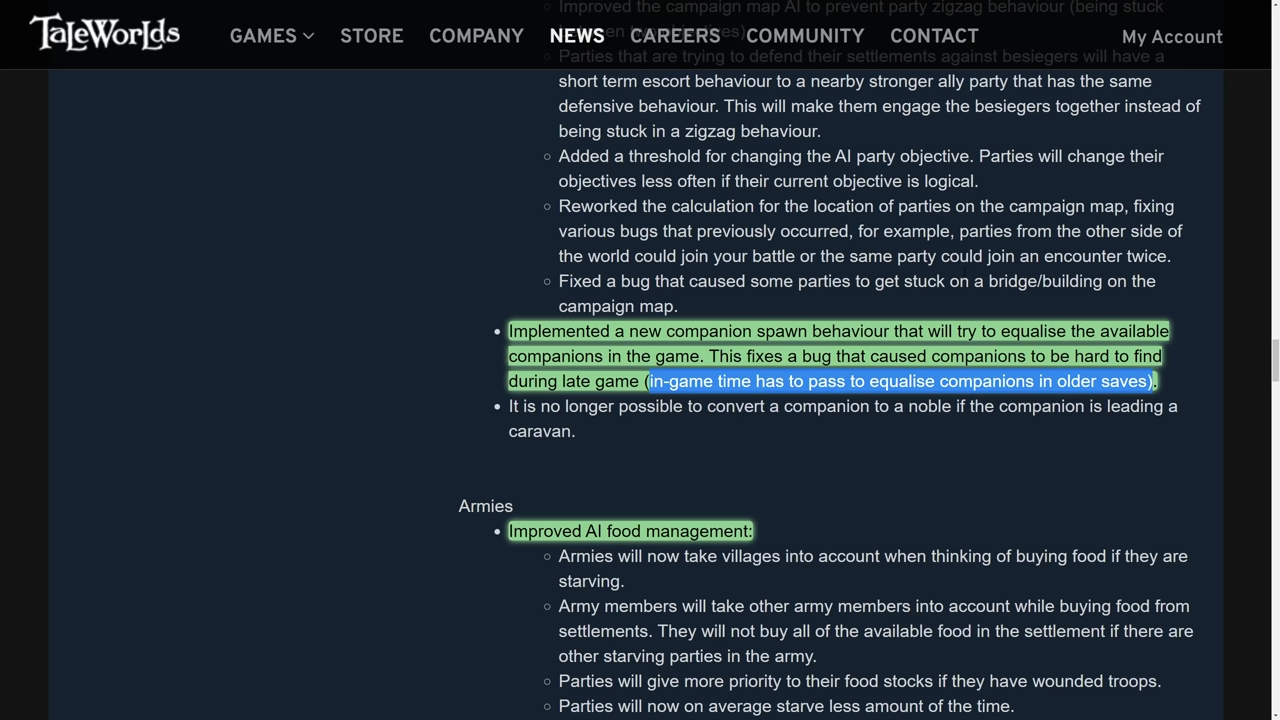 Improved the campaign map AI to prevent party zigzag behaviour (being stuck
TaleWorlds GAMES STORE COMPANY NEWS CAREERS COMMUNITY CONTACT My Account
Parties that are trying to defend their settlements against besiegers will have a
short term escort behaviour to a nearby stronger ally party that has the same
defensive behaviour. This will make them engage the besiegers together instead of
being stuck in a zigzag behaviour.
Added a threshold for changing the AI party objective. Parties will change their
objectives less often if their current objective is logical.
Reworked the calculation for the location of parties on the campaign map, fixing
various bugs that previously occurred, for example, parties from the other side of
the world could join your battle or the same party could join an encounter twice.
Fixed a bug that caused some parties to get stuck on a bridge/building on the
campaign map.
Implemented a new companion spawn behaviour that will try to equalise the available
companions in the game. This fixes a bug that caused companions to be hard to find
during late game (in-game time has to pass to equalise companions in older saves).
It is no longer possible to convert a companion to a noble if the companion is leading a
caravan.
Armies
Improved AI food management:
Armies will now take villages into account when thinking of buying food if they are
starving.
Army members will take other army members into account while buying food from
settlements. They will not buy all of the available food in the settlement if there are
other starving parties in the army.
Parties will give more priority to their food stocks if they have wounded troops.
Parties will now on average starve less amount of the time.